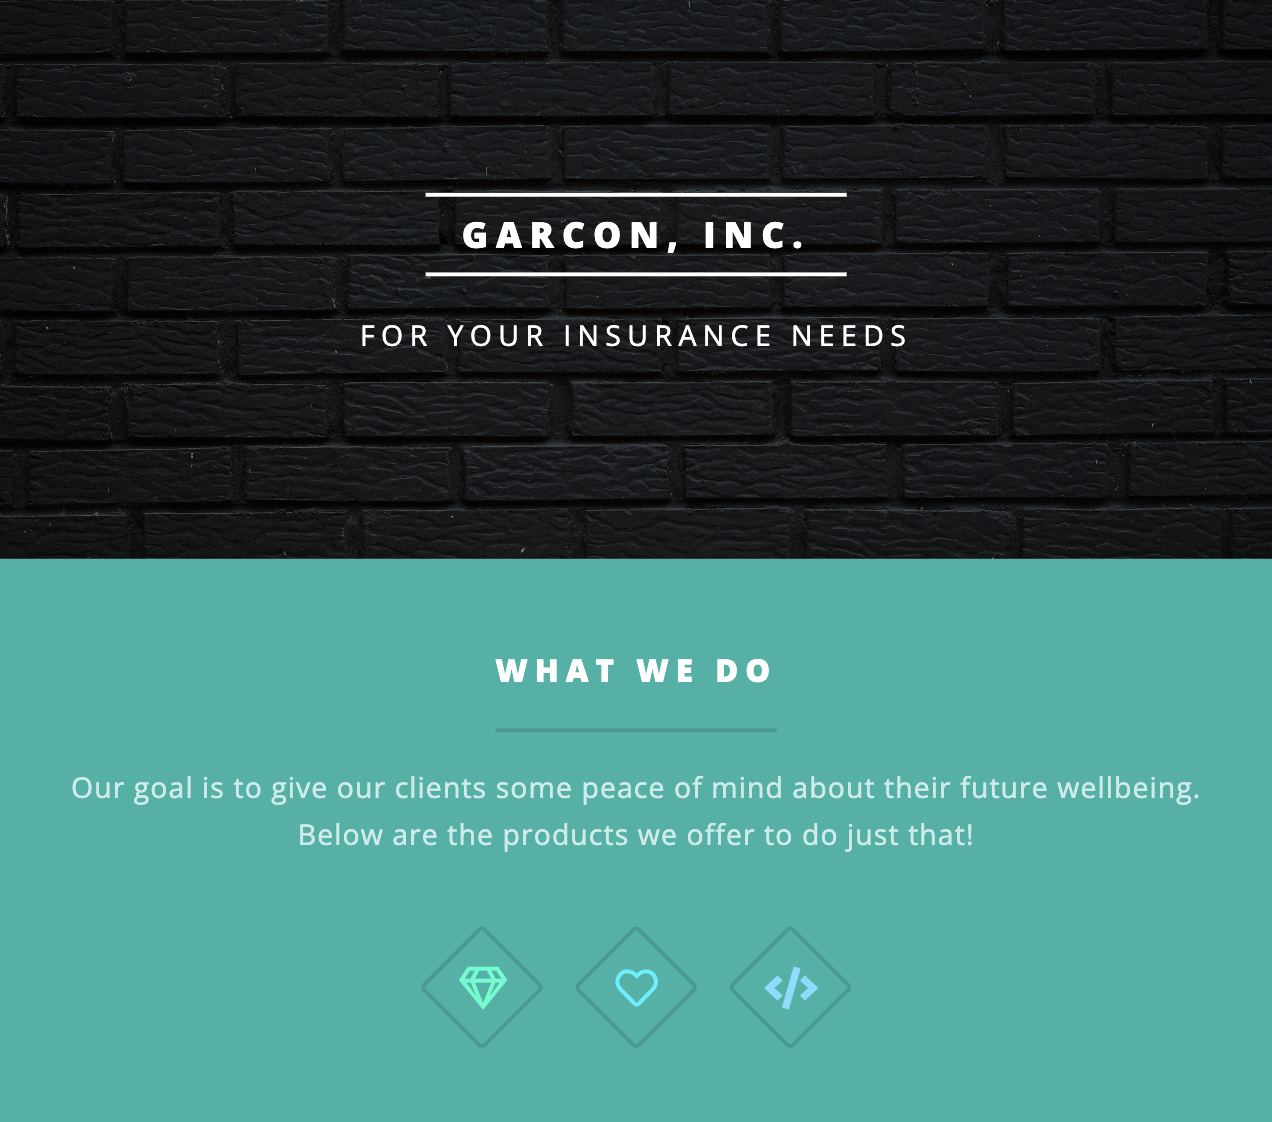 GARCON, INC.
FOR YOUR INSURANCE NEEDS
WHAT WE DO
Our goal is to give our clients some peace of mind about their future wellbeing.
Below are the products we offer to do just that!